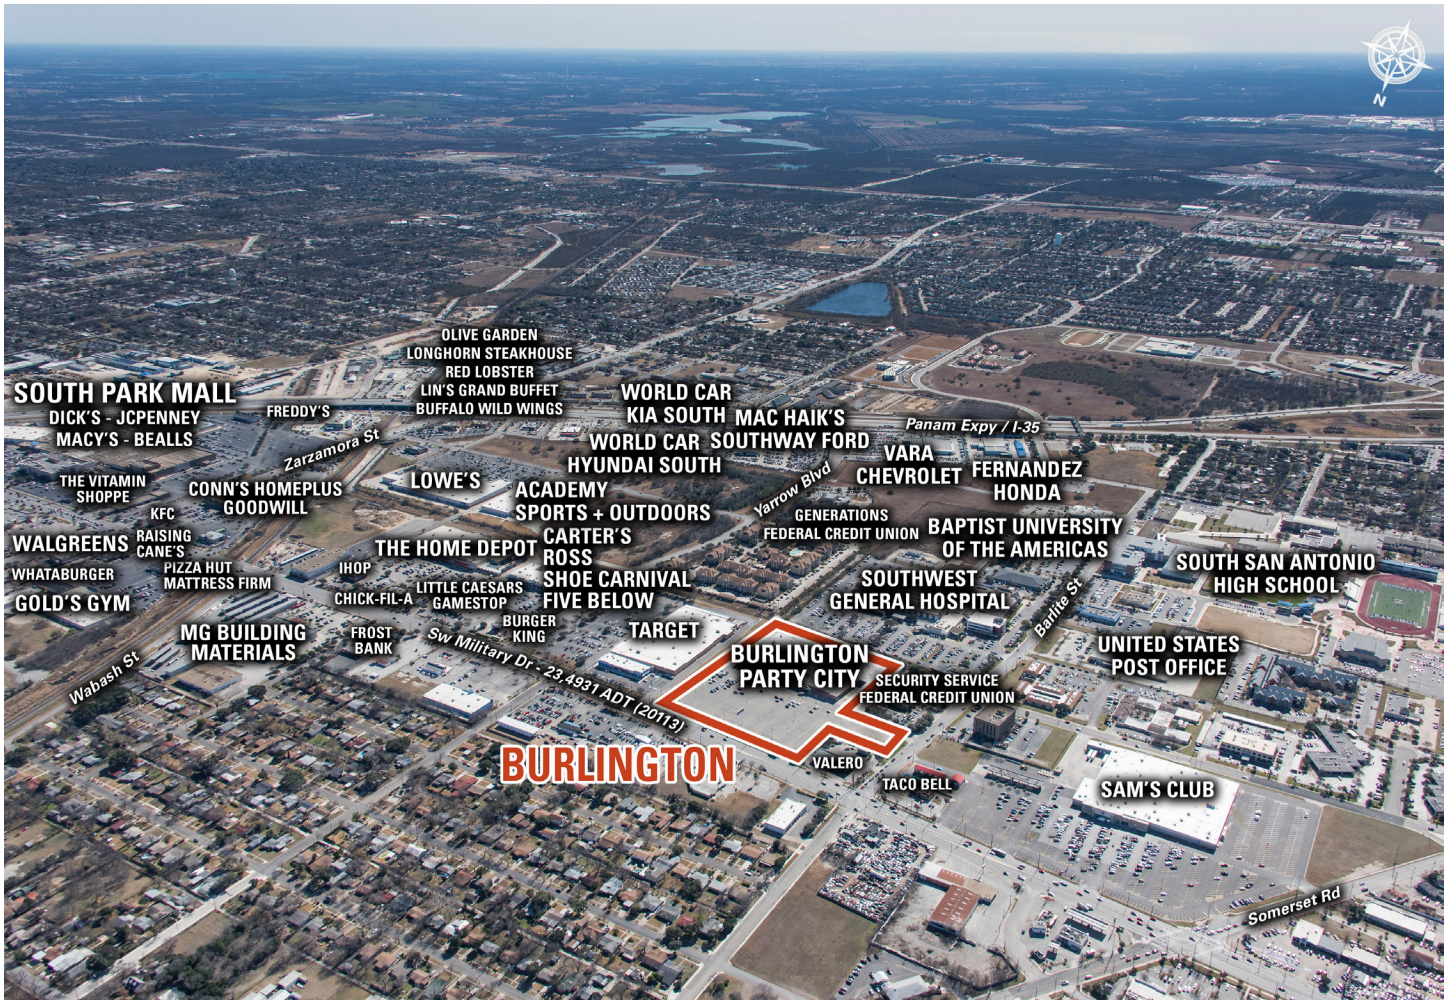 N
OLIVE GARDEN
LONGHORN STEAKHOUSE
RED LOBSTER
LIN'S GRAND BUFFET
BUFFALO WILD WINGS
SOUTH PARK MALL
DICK'S - JCPENNEY
MACY'S - BEALLS
FREDDY'S
Zarzamora St
WORLD CAR
KIA SOUTH
MAC HAIK'S
SOUTHWAY FORD
WORLD CAR
HYUNDAI SOUTH
Panam Expy / I-35
VARA
CHEVROLET
FERNANDEZ
HONDA
Yarrow Blvd
THE VITAMIN
SHOPPE
CONN'S HOMEPLUS
GOODWILL
LOWE'S
ACADEMY
SPORTS + OUTDOORS
GENERATIONS
FEDERAL CREDIT UNION
BAPTIST UNIVERSITY
OF THE AMERICAS
KFC
WALGREENS
RAISING
CANE'S
THE HOME DEPOT
CARTER'S
ROSS
SHOE CARNIVAL
FIVE BELOW
SOUTH SAN ANTONIO
HIGH SCHOOL
WHATABURGER
PIZZA HUT
MATTRESS FIRM
IHOP
CHICK-FIL-A
LITTLE CAESARS
GAMESTOP
SOUTHWEST
GENERAL HOSPITAL
GOLD'S GYM
Barlite St
BURGER
KING
TARGET
MG BUILDING
MATERIALS
FROST
BANK
Sw Military Dr - 23,4931 ADT (20113)
BURLINGTON
PARTY CITY
UNITED STATES
POST OFFICE
Wabash St
SECURITY SERVICE
FEDERAL CREDIT UNION
BURLINGTON
VALERO
TACO BELL
SAM'S CLUB
Somerset Rd